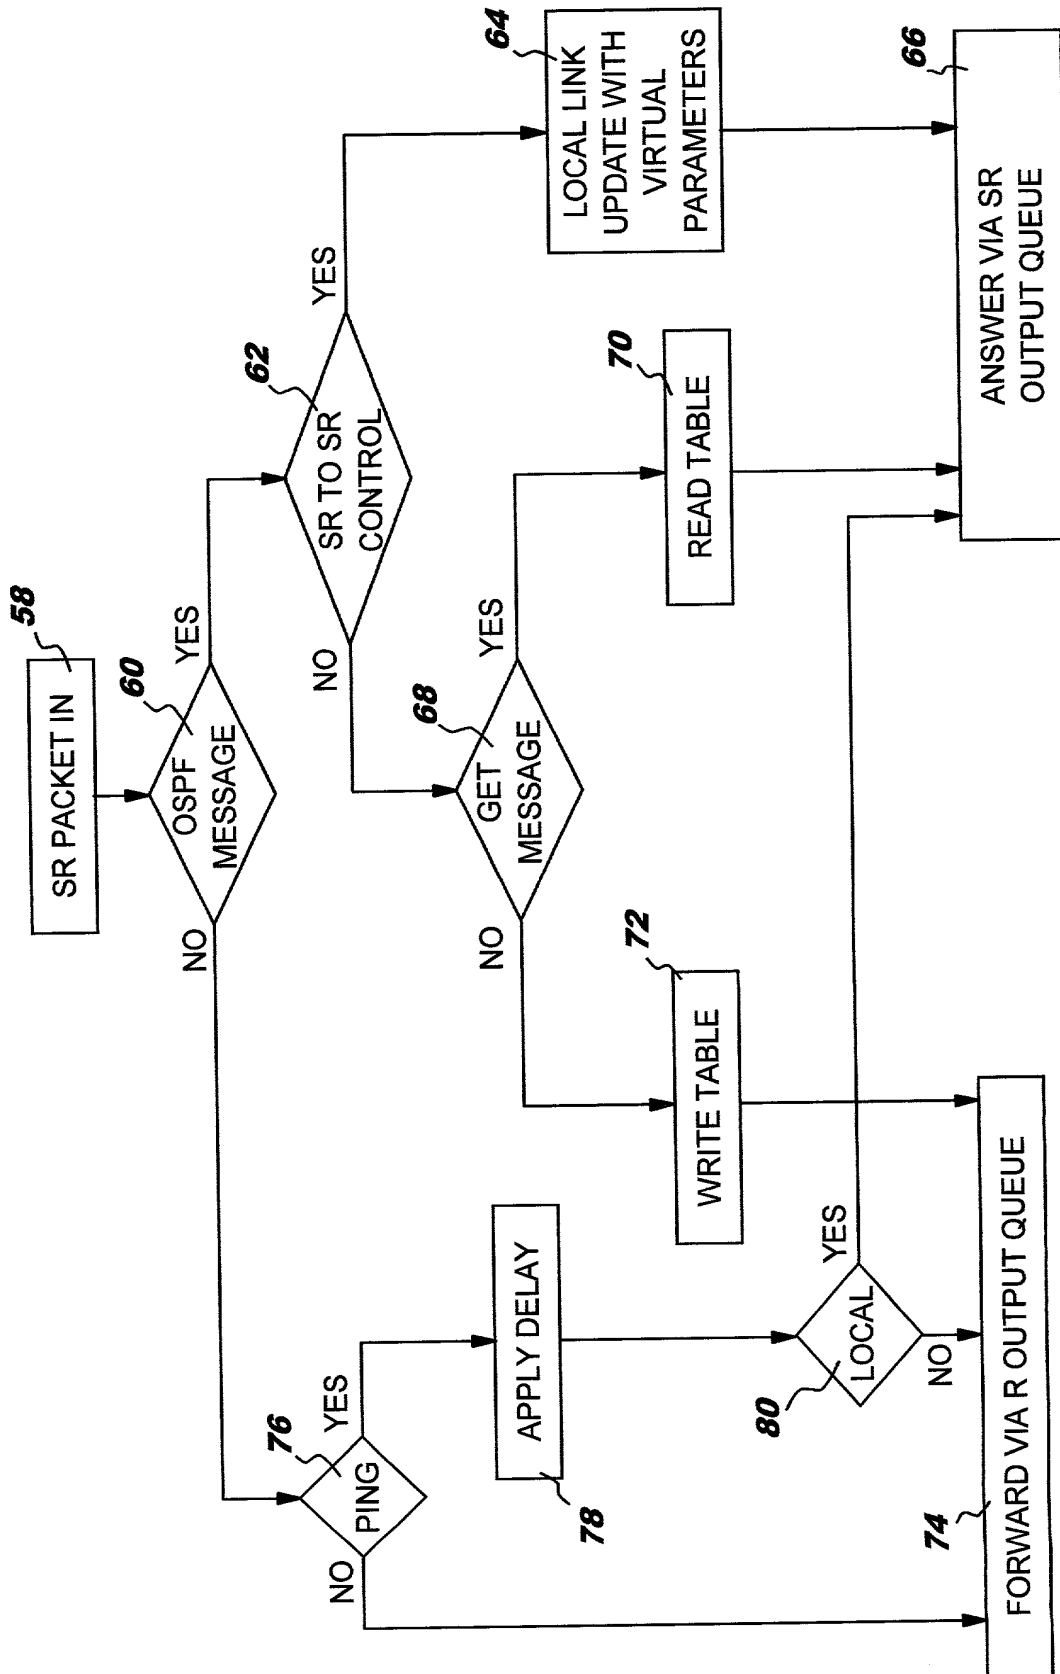 58
SR PACKET IN
60
OSPF
MESSAGE
YES
NO
62
SR TO SR
CONTROL
YES
NO
64
LOCAL LINK
UPDATE WITH
VIRTUAL
PARAMETERS
68
GET
MESSAGE
YES
NO
70
READ TABLE
66
ANSWER VIA SR
OUTPUT QUEUE
72
WRITE TABLE
76
PING
YES
NO
78
APPLY DELAY
80
LOCAL
YES
NO
74
FORWARD VIA R OUTPUT QUEUE